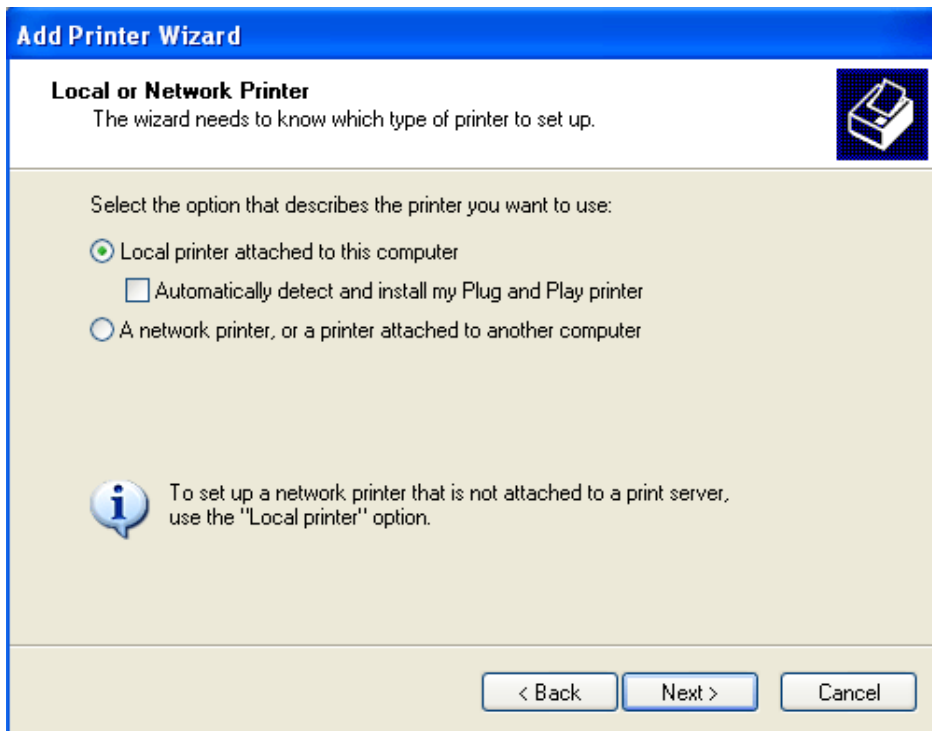 Add Printer Wizard
Local or Network Printer
The wizard needs to know which type of printer to set up.
Select the option that describes the printer you want to use:
Local printer attached to this computer
Automatically detect and install my Plug and Play printer
A network printer, or a printer attached to another computer
To set up a network printer that is not attached to a print server,
use the "Local printer" option.
< Back Next > Cancel